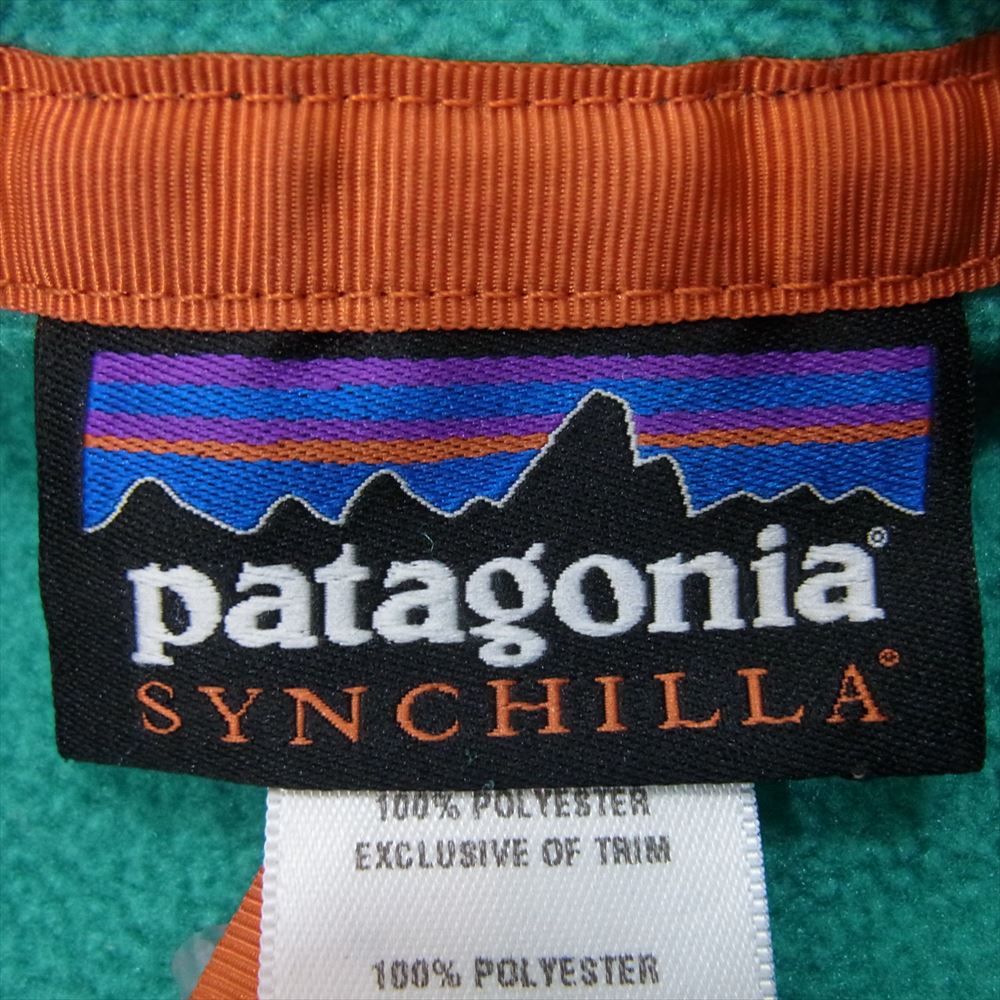 patagonia®
SYNCHILLA®
100% POLYESTER
EXCLUSIVE OF TRIM
100% POLYESTER